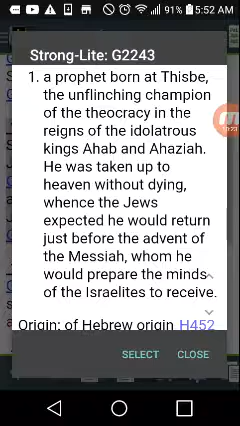 91% 5:52 AM
Strong-Lite: G2243
1. a prophet born at Thisbe,
the unflinching champion
of the theocracy in the
reigns of the idolatrous
kings Ahab and Ahaziah.
He was taken up to
heaven without dying,
whence the Jews
expected he would return
just before the advent of
the Messiah, whom he
would prepare the minds
of the Israelites to receive.
Origin: of Hebrew origin H452
SELECT CLOSE